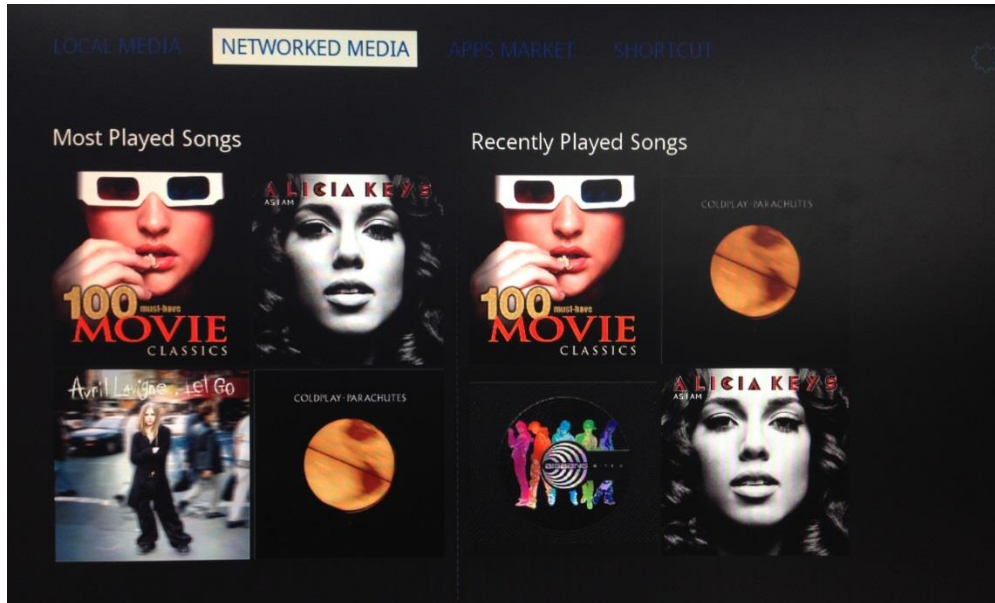 LOCAL MEDIA NETWORKED MEDIA APPS MARKET SHORTCUT
Most Played Songs
Recently Played Songs
100 must-have
MOVIE
CLASSICS
ALICIA KEYS
AS I AM
100 must-have
MOVIE
CLASSICS
COLDPLAY·PARACHUTES
Avril Lavigne . Let Go
COLDPLAY·PARACHUTES
ALICIA KEYS
AS I AM